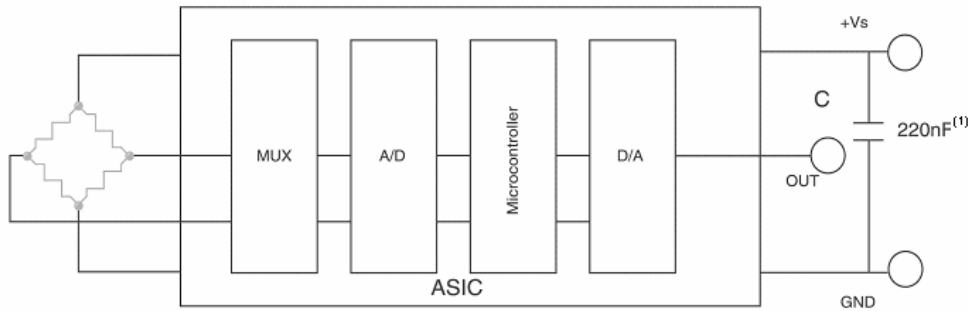 +Vs
C
220nF(1)
MUX
A/D
Microcontroller
D/A
OUT
ASIC
GND